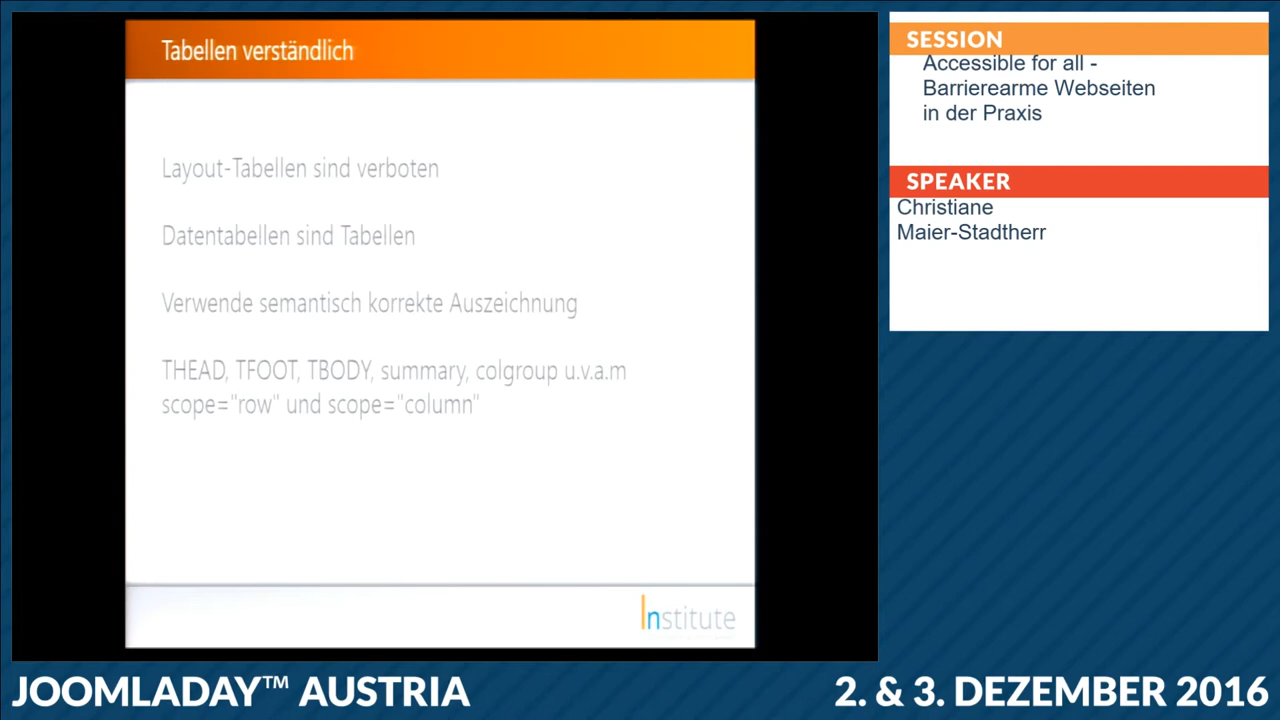 Tabellen verständlich
Layout-Tabellen sind verboten
Datentabellen sind Tabellen
Verwende semantisch korrekte Auszeichnung
THEAD, TFOOT, TBODY, summary, colgroup u.v.a.m
scope="row" und scope="column"
Institute
SESSION
Accessible for all -
Barrierearme Webseiten
in der Praxis
SPEAKER
Christiane
Maier-Stadtherr
JOOMLADAY™ AUSTRIA
2. & 3. DEZEMBER 2016